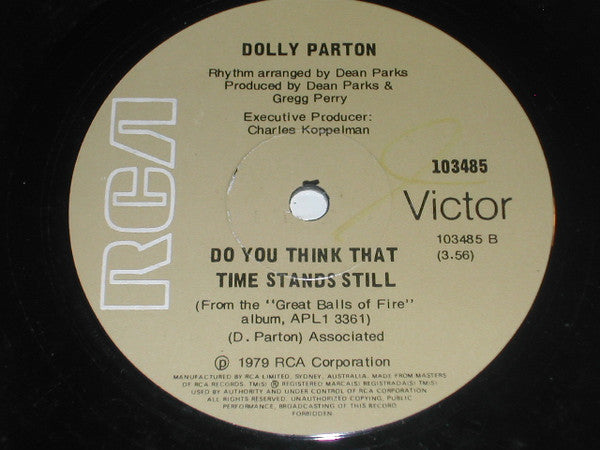 DOLLY PARTON
Rhythm arranged by Dean Parks
Produced by Dean Parks &
Gregg Perry
Executive Producer:
Charles Koppelman
RCA
103485
Victor
103485 B
(3.56)
DO YOU THINK THAT
TIME STANDS STILL
(From the "Great Balls of Fire"
album, APL1 3361)
(D. Parton) Associated
℗ 1979 RCA Corporation
MANUFACTURED BY RCA LIMITED, SYDNEY, AUSTRALIA. MADE FROM MASTERS
OF RCA RECORDS. TM(S) ® REGISTERED MARCA(S) REGISTRADA(S) TM(S)
USED BY AUTHORITY AND UNDER CONTROL OF RCA CORPORATION.
ALL RIGHTS RESERVED. UNAUTHORIZED COPYING, PUBLIC
PERFORMANCE, BROADCASTING OF THIS RECORD
FORBIDDEN.